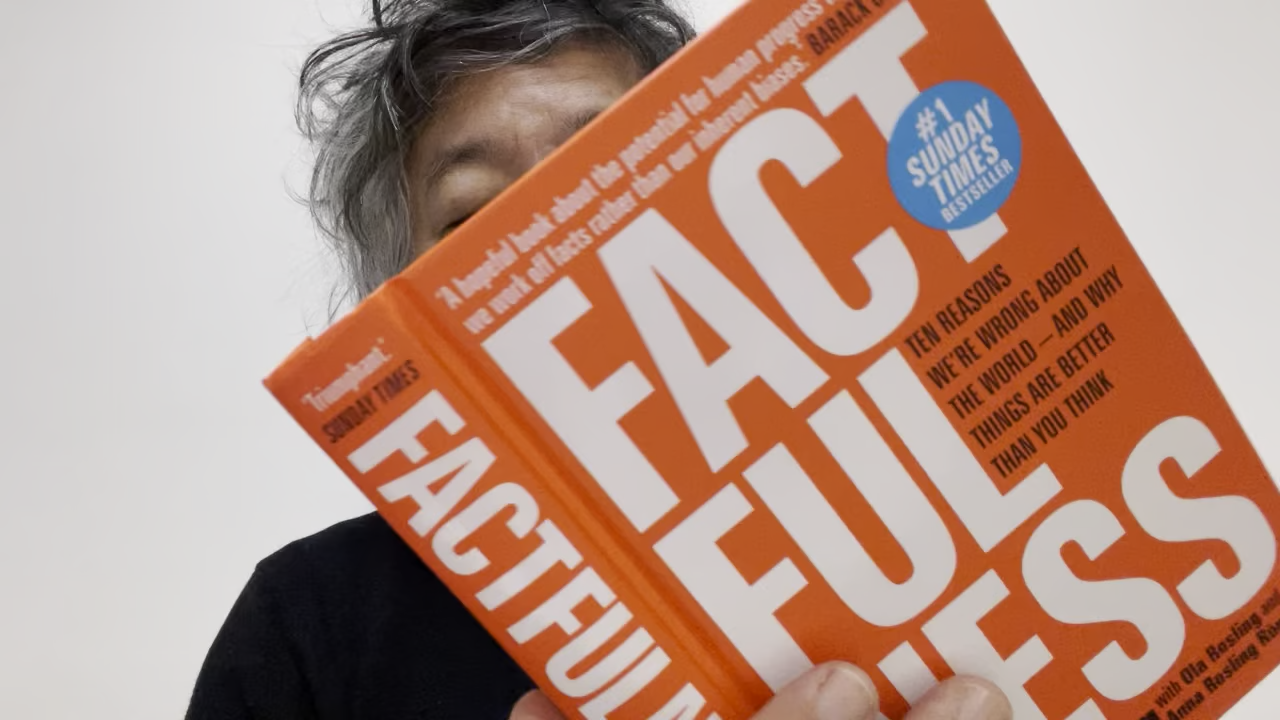 "A hopeful book about the potential for human progress
we work off facts rather than our inherent biases." BARACK
FACT
FUL
NESS
#1
SUNDAY
TIMES
BESTSELLER
TEN REASONS
WE'RE WRONG ABOUT
THE WORLD – AND WHY
THINGS ARE BETTER
THAN YOU THINK
with Ola Rosling and
Anna Rosling
"Triumphant."
SUNDAY TIMES
FACTFULN